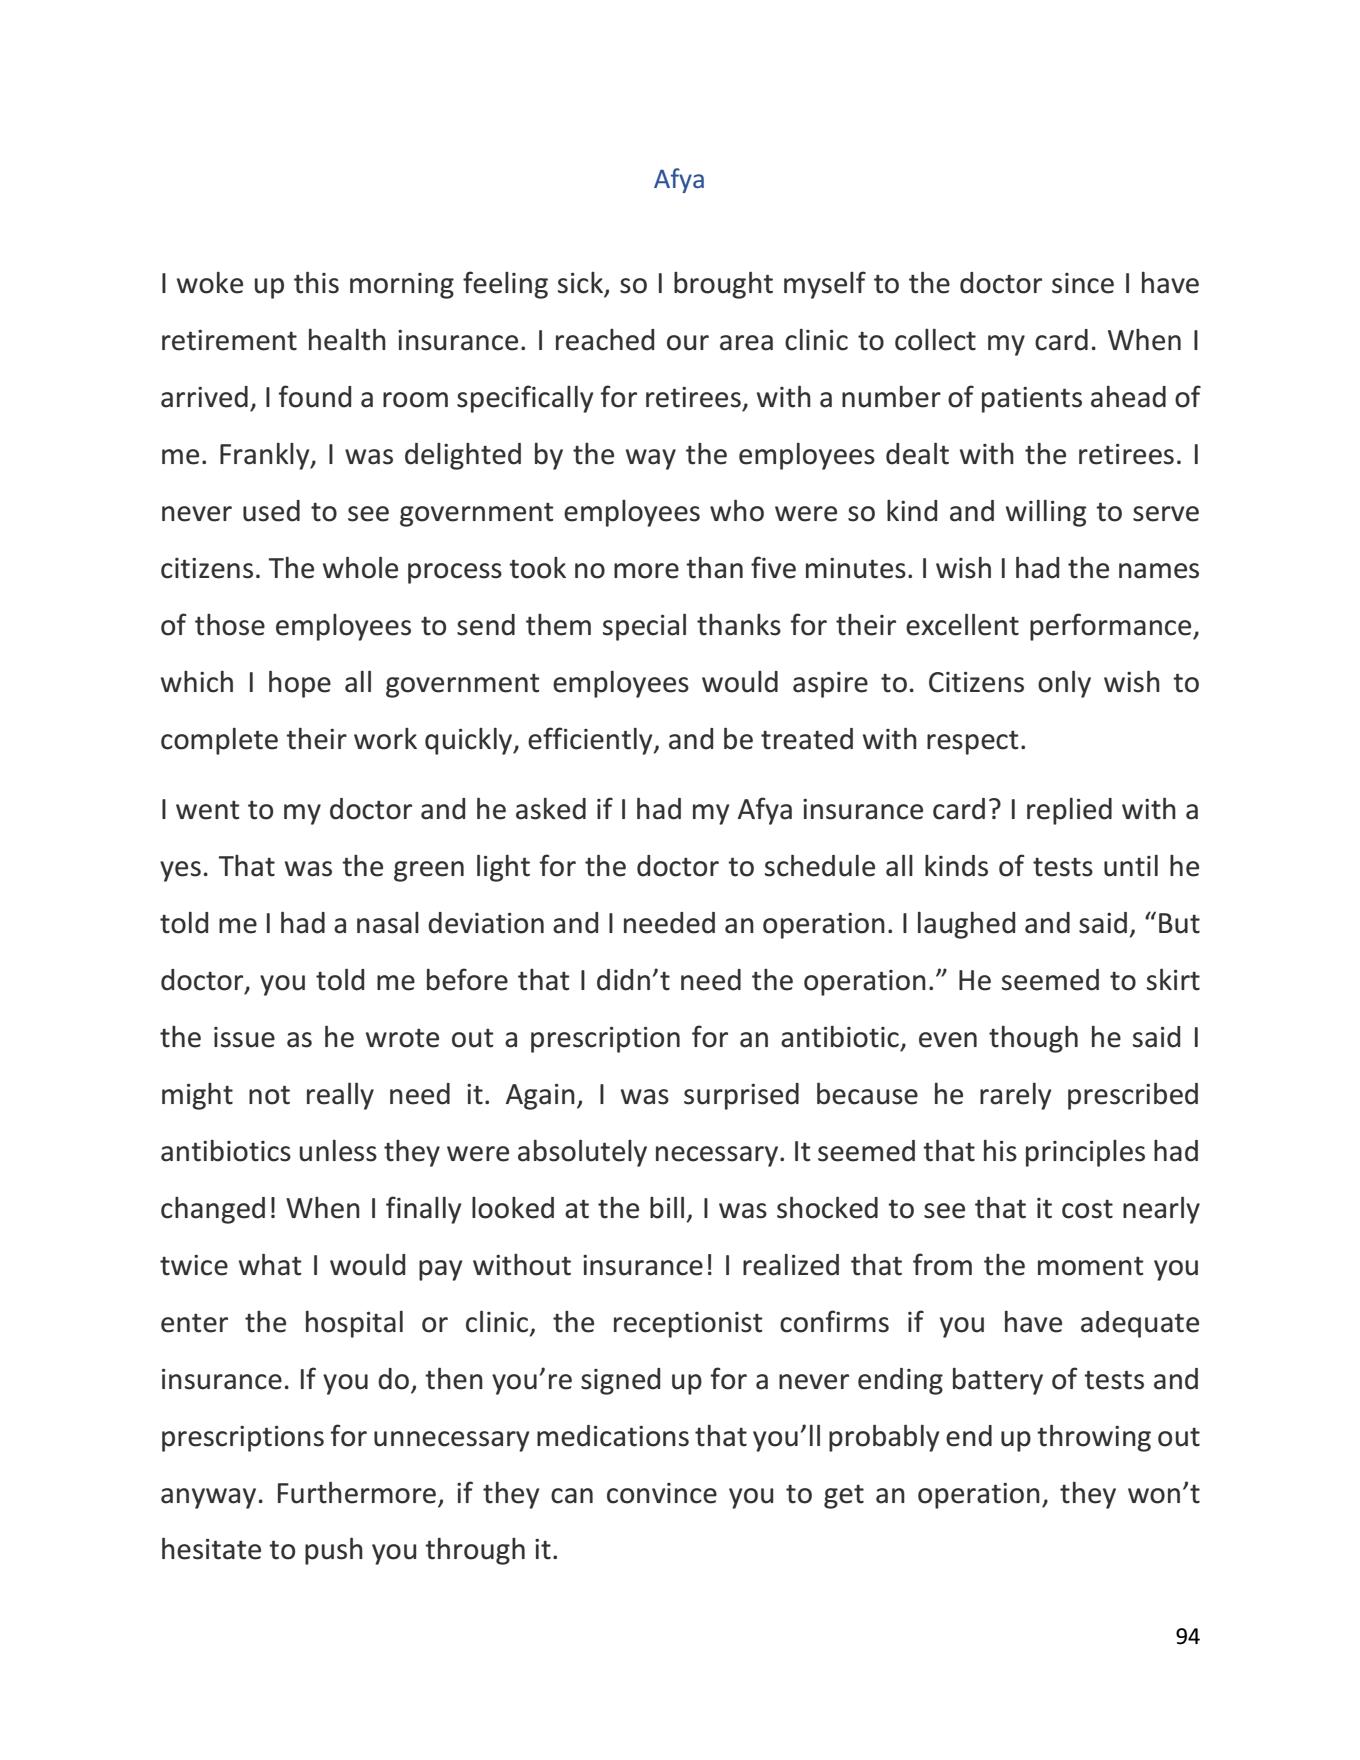 Afya
I woke up this morning feeling sick, so I brought myself to the doctor since I have
retirement health insurance. I reached our area clinic to collect my card. When I
arrived, I found a room specifically for retirees, with a number of patients ahead of
me. Frankly, I was delighted by the way the employees dealt with the retirees. I
never used to see government employees who were so kind and willing to serve
citizens. The whole process took no more than five minutes. I wish I had the names
of those employees to send them special thanks for their excellent performance,
which I hope all government employees would aspire to. Citizens only wish to
complete their work quickly, efficiently, and be treated with respect.
I went to my doctor and he asked if I had my Afya insurance card? I replied with a
yes. That was the green light for the doctor to schedule all kinds of tests until he
told me I had a nasal deviation and I needed an operation. I laughed and said, “But
doctor, you told me before that I didn’t need the operation.” He seemed to skirt
the issue as he wrote out a prescription for an antibiotic, even though he said I
might not really need it. Again, I was surprised because he rarely prescribed
antibiotics unless they were absolutely necessary. It seemed that his principles had
changed! When I finally looked at the bill, I was shocked to see that it cost nearly
twice what I would pay without insurance! I realized that from the moment you
enter the hospital or clinic, the receptionist confirms if you have adequate
insurance. If you do, then you’re signed up for a never ending battery of tests and
prescriptions for unnecessary medications that you’ll probably end up throwing out
anyway. Furthermore, if they can convince you to get an operation, they won’t
hesitate to push you through it.
94